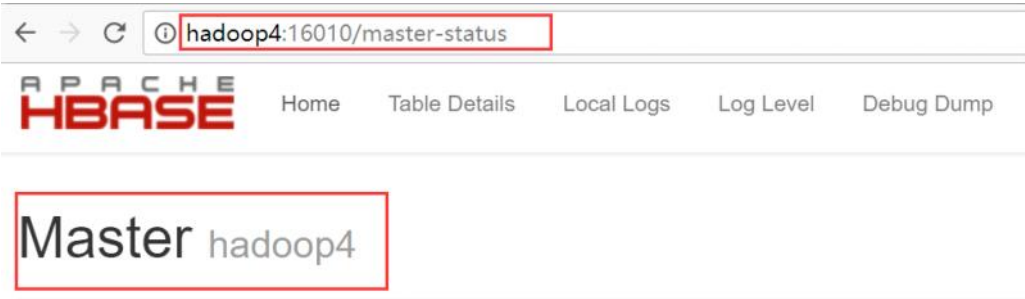 hadoop4:16010/master-status
APACHE
HBASE
Home Table Details Local Logs Log Level Debug Dump
Master hadoop4